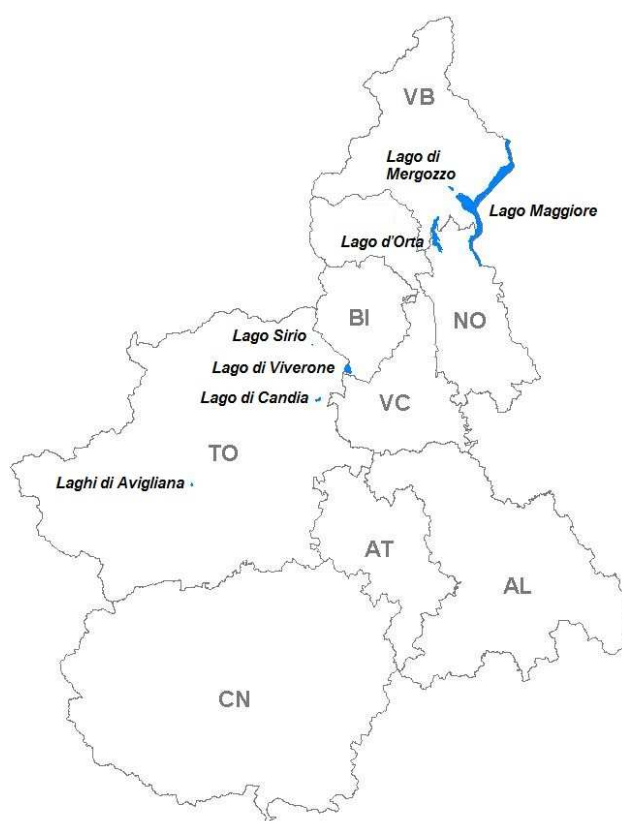 VB
Lago di
Mergozzo
Lago Maggiore
Lago d'Orta
BI
NO
Lago Sirio
Lago di Viverone
Lago di Candia
VC
TO
Laghi di Avigliana
AT
AL
CN